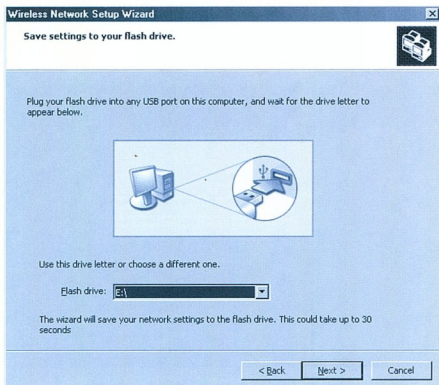 Wireless Network Setup Wizard
Save settings to your flash drive.
Plug your flash drive into any USB port on this computer, and wait for the drive letter to
appear below.
Use this drive letter or choose a different one.
Flash drive: E:\
The wizard will save your network settings to the flash drive. This could take up to 30
seconds
< Back Next > Cancel